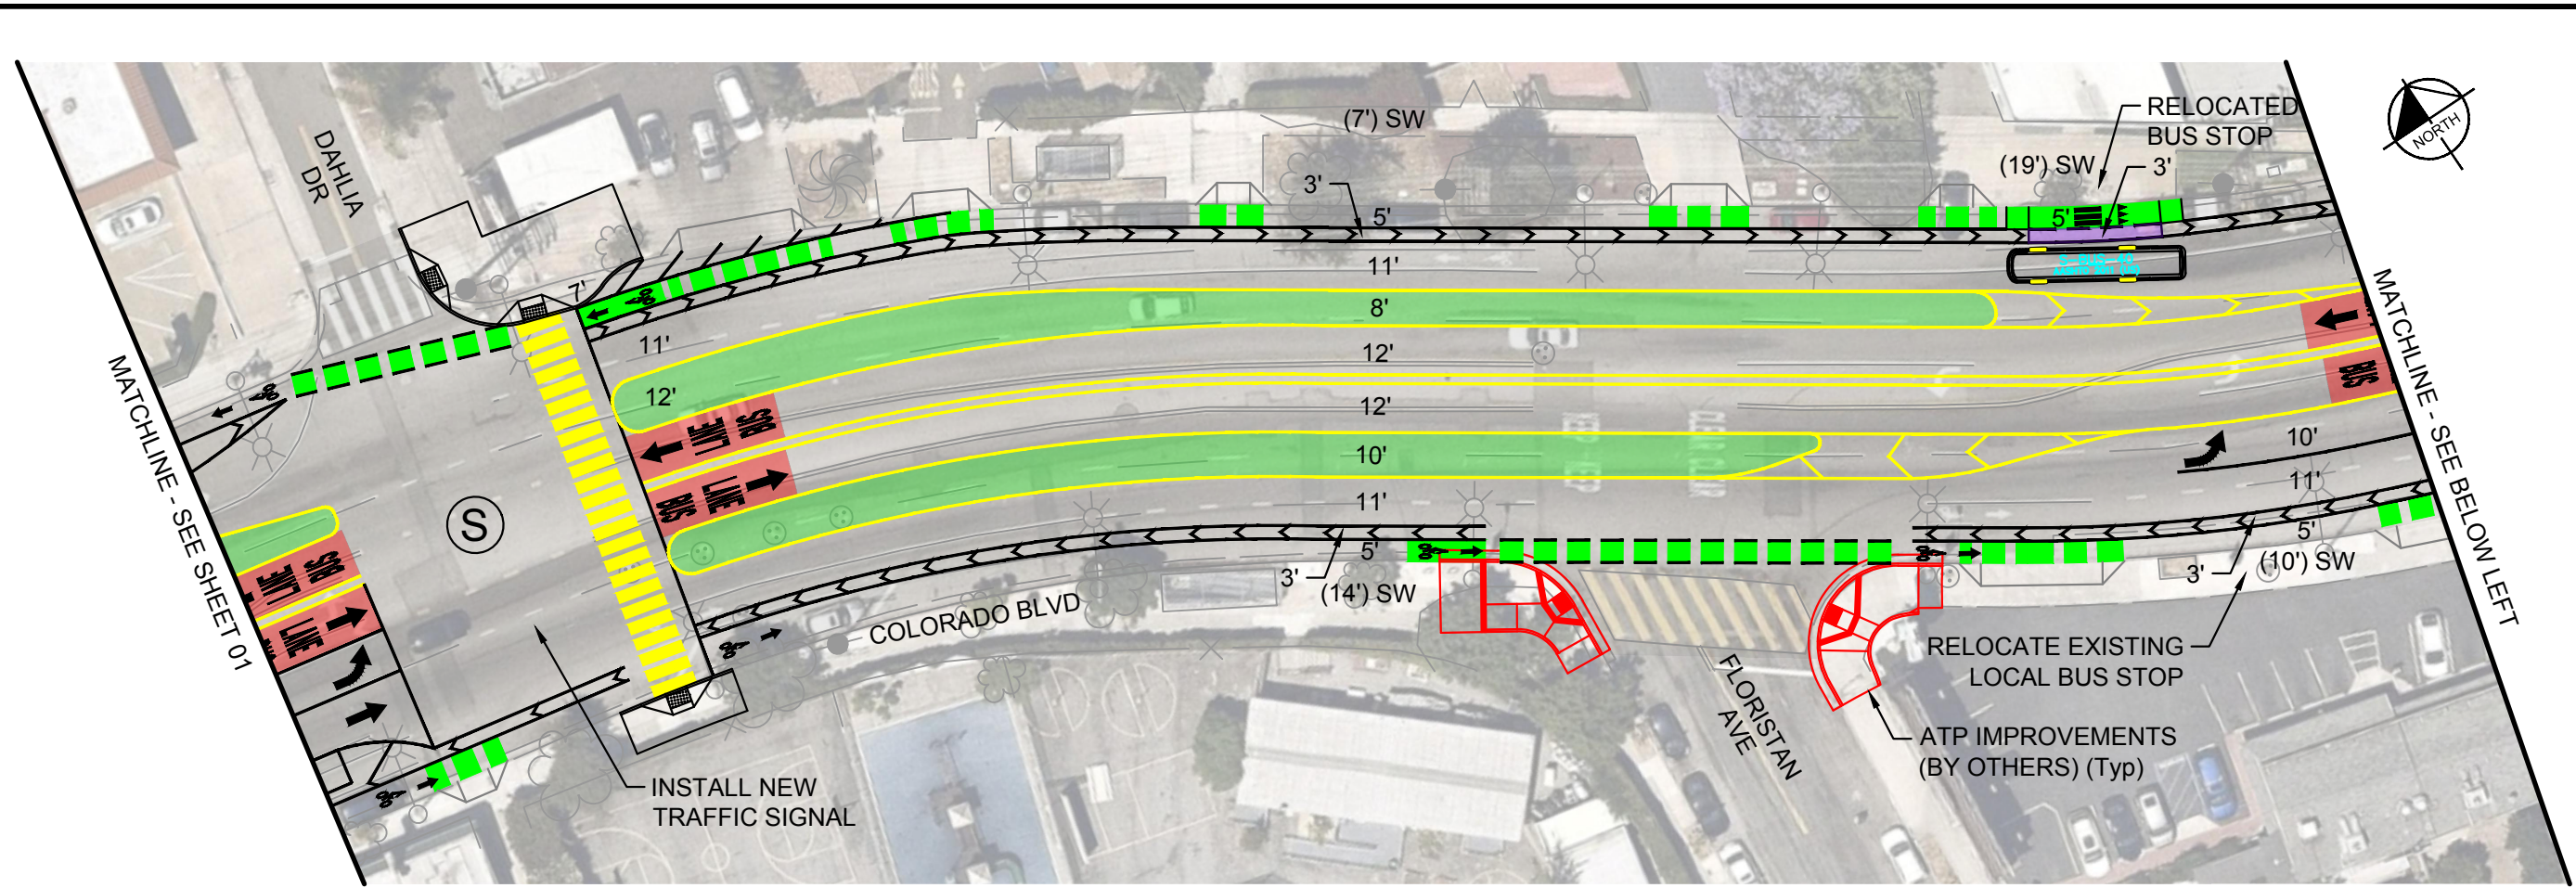 RELOCATED
BUS STOP
NORTH
(7') SW
(19') SW
3'
DAHLIA
DR
3'
5'
5'
7'
11'
8'
11'
12'
12'
12'
10'
11'
10'
11'
5'
5'
3'
(14') SW
3'
(10') SW
BUS
LANE
BUS
LANE
BUS
BUS
LANE
LANE
KEEP
CLEAR
S
COLORADO BLVD
FLORISTAN
AVE
MATCHLINE - SEE SHEET 01
MATCHLINE - SEE BELOW LEFT
RELOCATE EXISTING
LOCAL BUS STOP
ATP IMPROVEMENTS
(BY OTHERS) (Typ)
INSTALL NEW
TRAFFIC SIGNAL